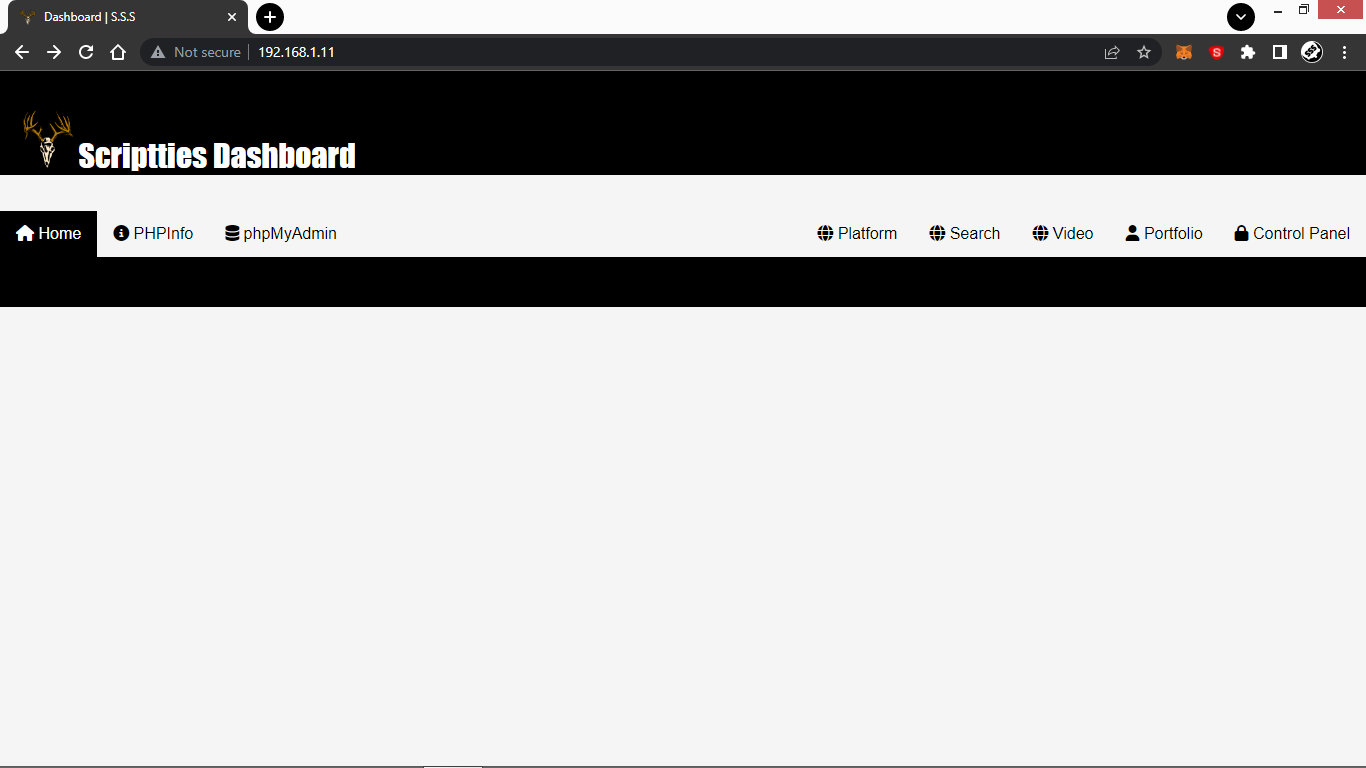 Dashboard | S.S.S
Not secure 192.168.1.11
S
Scriptties Dashboard
Home PHPInfo phpMyAdmin Platform Search Video Portfolio Control Panel